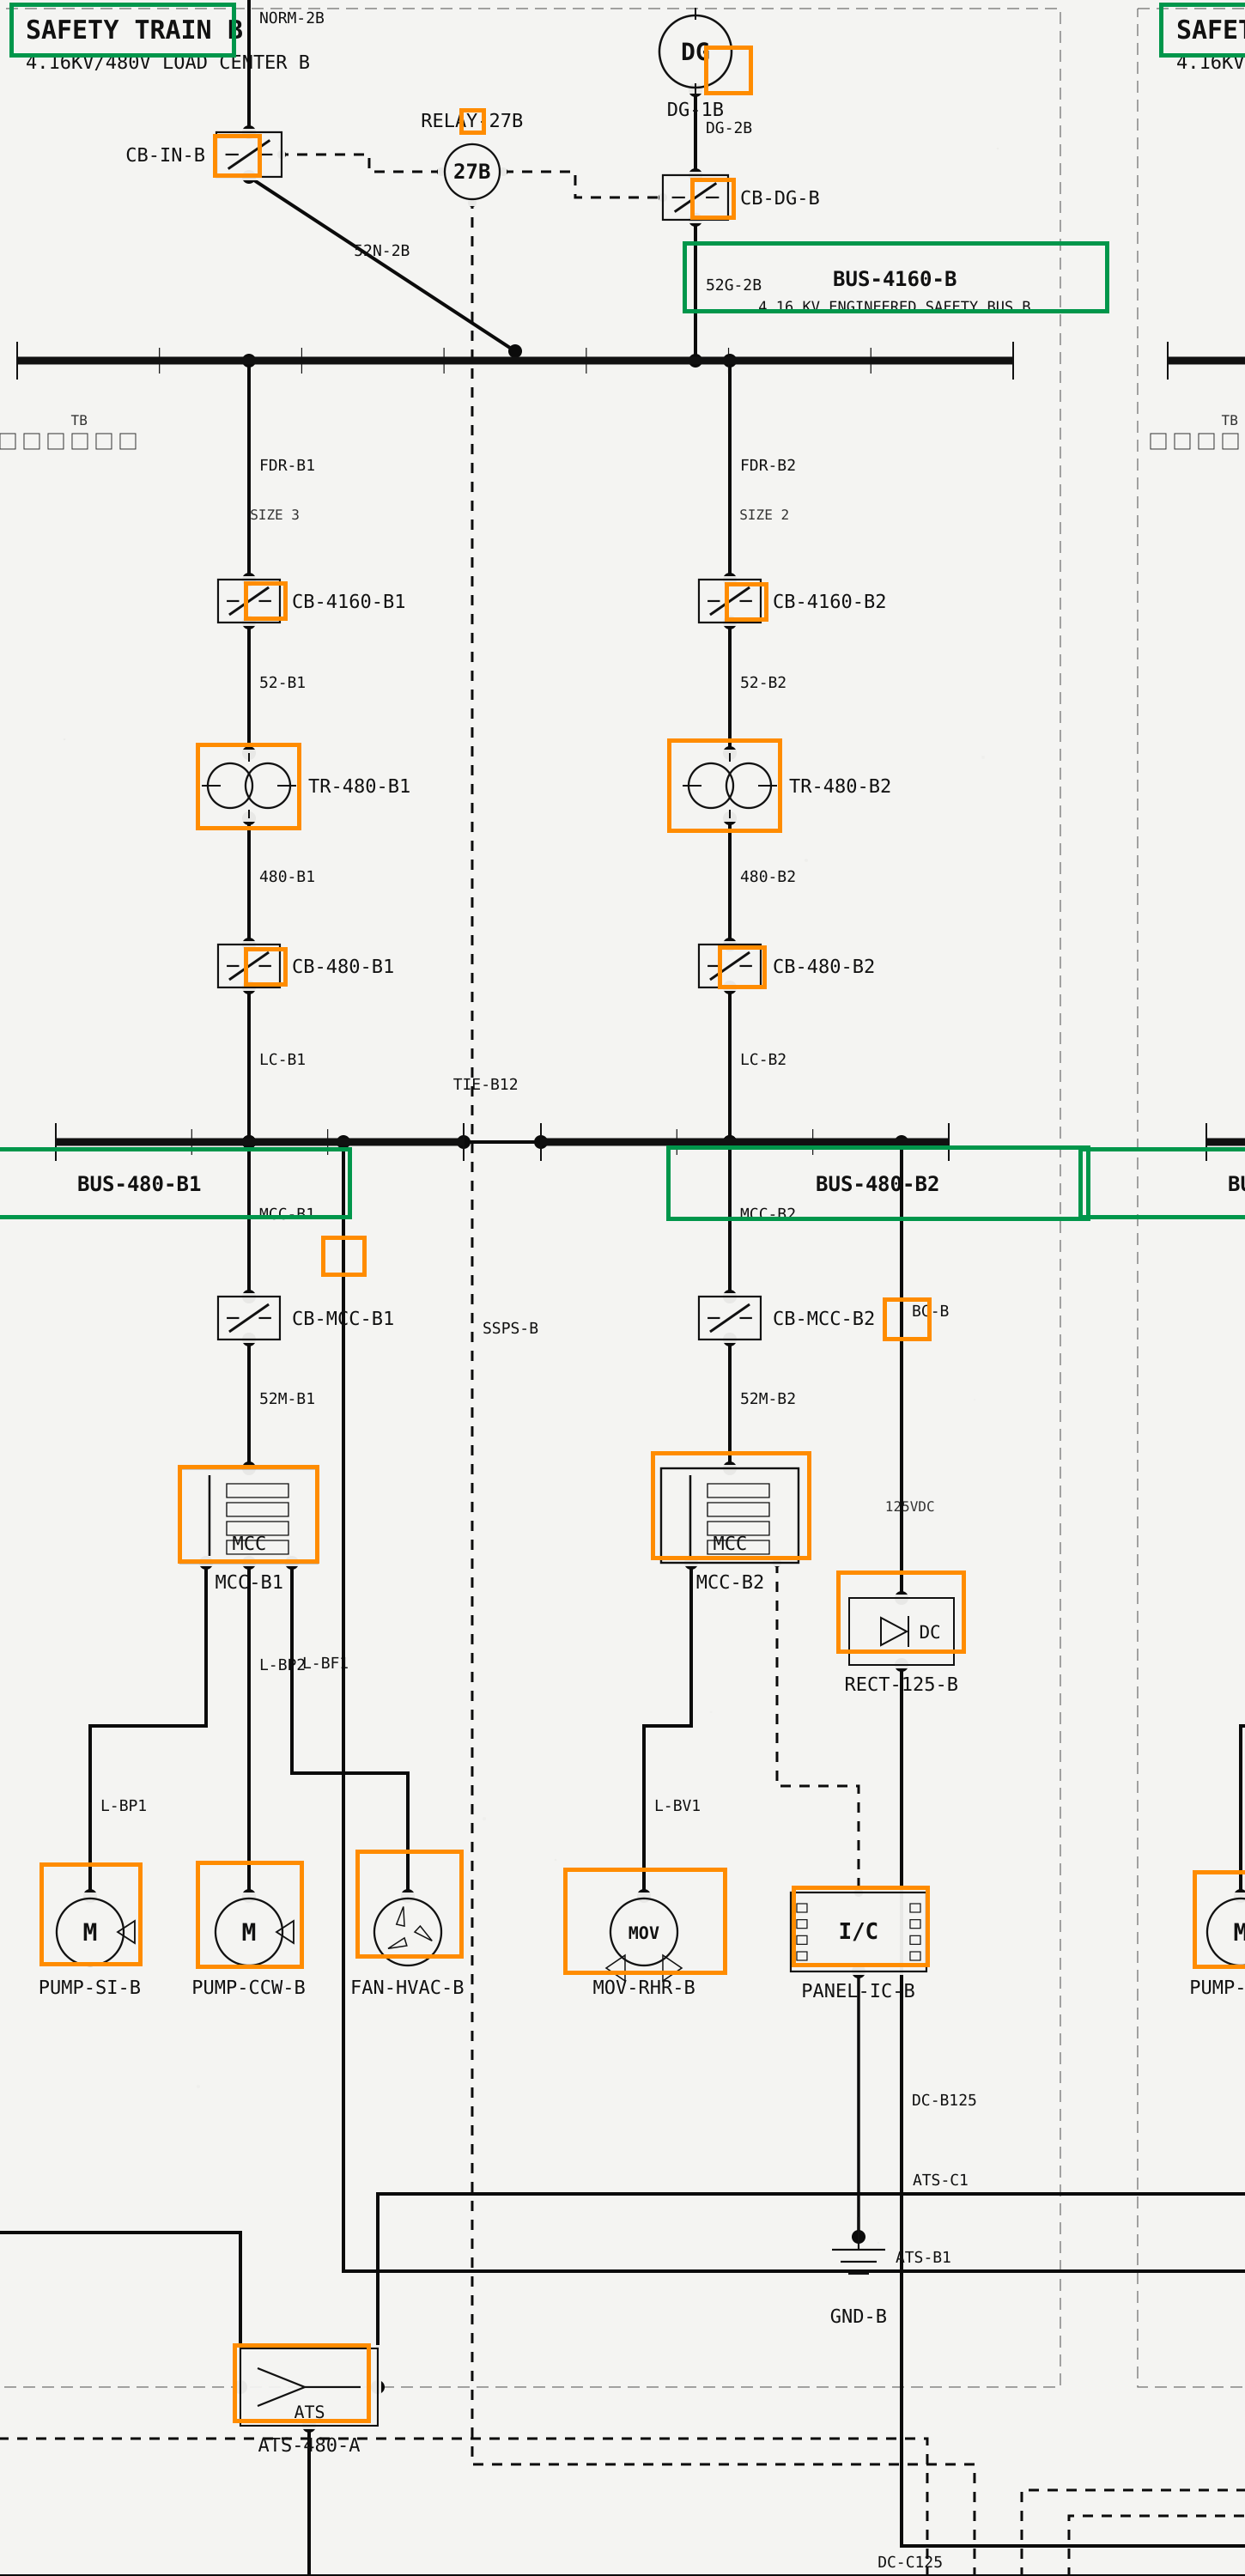 SAFETY TRAIN B
4.16KV/480V LOAD CENTER B
NORM-2B
DG
DG-1B
DG-2B
RELAY-27B
CB-IN-B
27B
CB-DG-B
52N-2B
52G-2B
BUS-4160-B
4.16 KV ENGINEERED SAFETY BUS B
4.16KV
TB
TB
FDR-B1
FDR-B2
SIZE 3
SIZE 2
CB-4160-B1
CB-4160-B2
52-B1
52-B2
TR-480-B1
TR-480-B2
480-B1
480-B2
CB-480-B1
CB-480-B2
LC-B1
LC-B2
TIE-B12
BUS-480-B1
BUS-480-B2
MCC-B1
MCC-B2
CB-MCC-B1
SSPS-B
CB-MCC-B2
BC-B
52M-B1
52M-B2
125VDC
MCC
MCC
MCC-B1
MCC-B2
DC
RECT-125-B
L-BP2
L-BF1
L-BP1
L-BV1
M
M
MOV
I/C
PUMP-SI-B
PUMP-CCW-B
FAN-HVAC-B
MOV-RHR-B
PANEL-IC-B
PUMP-
DC-B125
ATS-C1
ATS-B1
GND-B
ATS
ATS-480-A
DC-C125